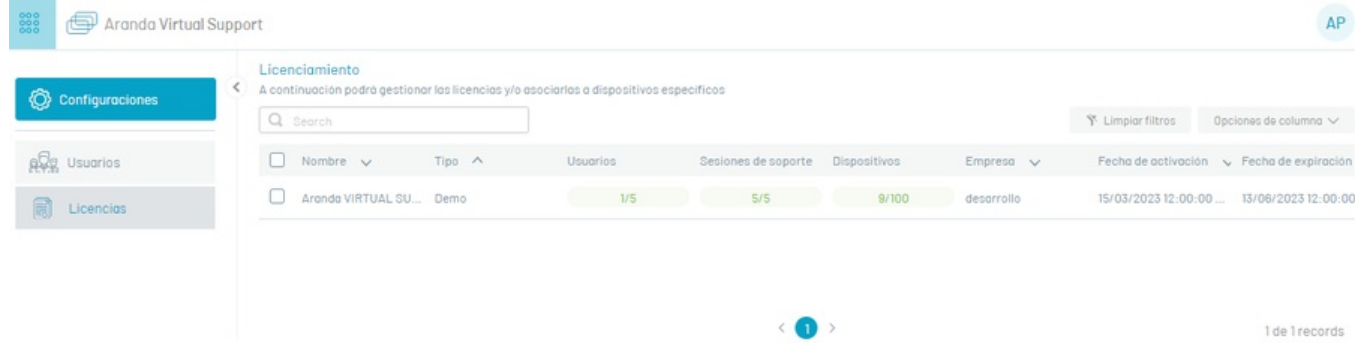 Aranda Virtual Support
AP
Configuraciones
Usuarios
Licencias
Licenciamiento
A continuación podrá gestionar las licencias y/o asociarlas a dispositivos específicos
Search
Limpiar filtros
Opciones de columna
Nombre Tipo Usuarios Sesiones de soporte Dispositivos Empresa Fecha de activación Fecha de expiración
Aranda VIRTUAL SU... Demo 1/5 5/5 9/100 desarrollo 15/03/2023 12:00:00 ... 13/06/2023 12:00:00
1
1 de 1 records